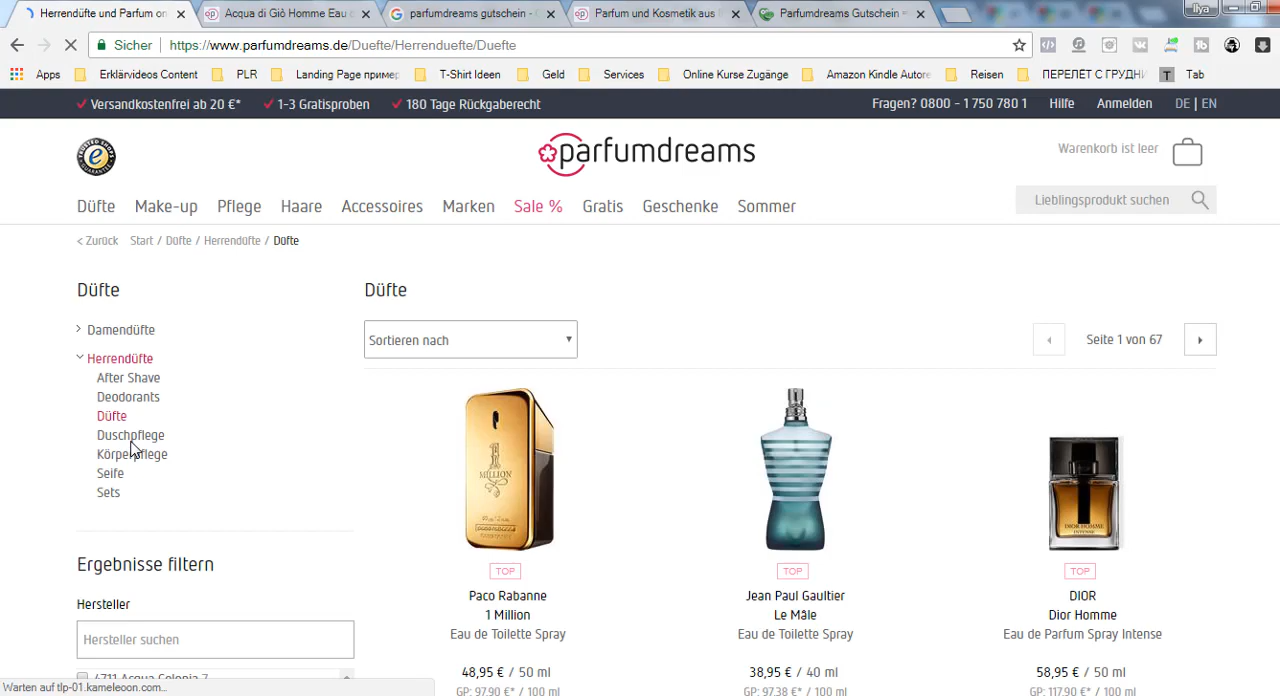 Herrendüfte und Parfum on
Acqua di Giò Homme Eau
parfumdreams gutschein -
Parfum und Kosmetik aus
Parfumdreams Gutschein
Ilya
Sicher
https://www.parfumdreams.de/Duefte/Herrenduefte/Duefte
Apps
Erklärvideos Content
PLR
Landing Page пример
T-Shirt Ideen
Geld
Services
Online Kurse Zugänge
Amazon Kindle Autore
Reisen
ПЕРЕЛЁТ С ГРУДН
T
Tab
Versandkostenfrei ab 20 €*
1-3 Gratisproben
180 Tage Rückgaberecht
Fragen? 0800 - 1 750 780 1
Hilfe
Anmelden
DE | EN
parfumdreams
Warenkorb ist leer
Düfte
Make-up
Pflege
Haare
Accessoires
Marken
Sale %
Gratis
Geschenke
Sommer
Lieblingsprodukt suchen
< Zurück Start / Düfte / Herrendüfte / Düfte
Düfte
Damendüfte
Herrendüfte
After Shave
Deodorants
Düfte
Duschpflege
Körperpflege
Seife
Sets
Ergebnisse filtern
Hersteller
Hersteller suchen
4711 Acqua Colonia 7
Düfte
Sortieren nach
Seite 1 von 67
1
MILLION
TOP
Paco Rabanne
1 Million
Eau de Toilette Spray
48,95 € / 50 ml
GP: 97,90 €* / 100 ml
TOP
Jean Paul Gaultier
Le Mâle
Eau de Toilette Spray
38,95 € / 40 ml
GP: 97,38 €* / 100 ml
DIOR HOMME
TOP
DIOR
Dior Homme
Eau de Parfum Spray Intense
58,95 € / 50 ml
GP: 117,90 €* / 100 ml
Warten auf tlp-01.kameleoon.com...